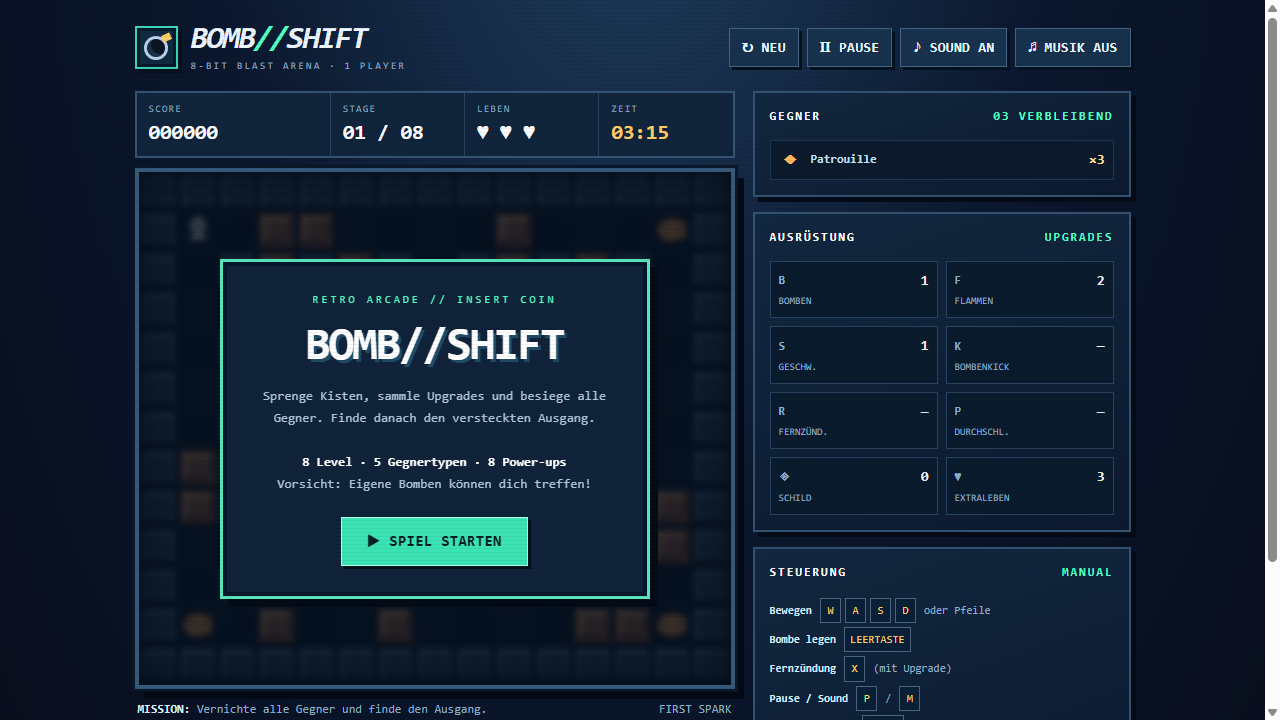 BOMB//SHIFT
8-BIT BLAST ARENA · 1 PLAYER
↻ NEU
II PAUSE
♪ SOUND AN
♬ MUSIK AUS
SCORE
000000
STAGE
01 / 08
LEBEN
♥ ♥ ♥
ZEIT
03:15
RETRO ARCADE // INSERT COIN
BOMB//SHIFT
Sprenge Kisten, sammle Upgrades und besiege alle
Gegner. Finde danach den versteckten Ausgang.
8 Level · 5 Gegnertypen · 8 Power-ups
Vorsicht: Eigene Bomben können dich treffen!
▶ SPIEL STARTEN
MISSION: Vernichte alle Gegner und finde den Ausgang.
FIRST SPARK
GEGNER
03 VERBLEIBEND
Patrouille
×3
AUSRÜSTUNG
UPGRADES
B
1
BOMBEN
F
2
FLAMMEN
S
1
GESCHW.
K
—
BOMBENKICK
R
—
FERNZÜND.
P
—
DURCHSCHL.
◈
0
SCHILD
♥
3
EXTRALEBEN
STEUERUNG
MANUAL
Bewegen W A S D oder Pfeile
Bombe legen LEERTASTE
Fernzündung X (mit Upgrade)
Pause / Sound P / M